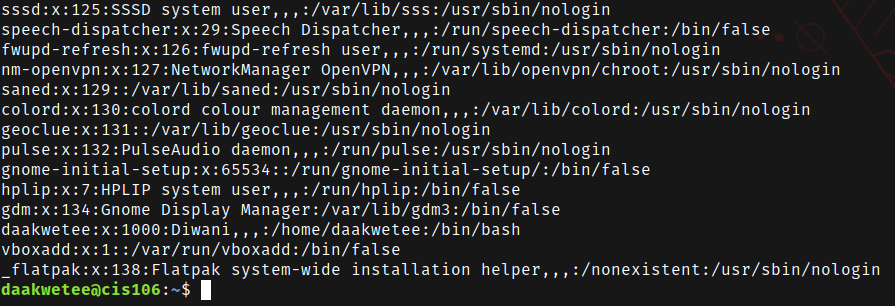 sssd:x:125:SSSD system user,,,:/var/lib/sss:/usr/sbin/nologin
speech-dispatcher:x:29:Speech Dispatcher,,,:/run/speech-dispatcher:/bin/false
fwupd-refresh:x:126:fwupd-refresh user,,,:/run/systemd:/usr/sbin/nologin
nm-openvpn:x:127:NetworkManager OpenVPN,,,:/var/lib/openvpn/chroot:/usr/sbin/nologin
saned:x:129::/var/lib/saned:/usr/sbin/nologin
colord:x:130:colord colour management daemon,,,:/var/lib/colord:/usr/sbin/nologin
geoclue:x:131::/var/lib/geoclue:/usr/sbin/nologin
pulse:x:132:PulseAudio daemon,,,:/run/pulse:/usr/sbin/nologin
gnome-initial-setup:x:65534::/run/gnome-initial-setup/:/bin/false
hplip:x:7:HPLIP system user,,,:/run/hplip:/bin/false
gdm:x:134:Gnome Display Manager:/var/lib/gdm3:/bin/false
daakwetee:x:1000:Diwani,,,:/home/daakwetee:/bin/bash
vboxadd:x:1::/var/run/vboxadd:/bin/false
_flatpak:x:138:Flatpak system-wide installation helper,,,:/nonexistent:/usr/sbin/nologin
daakwetee@cis106:~$